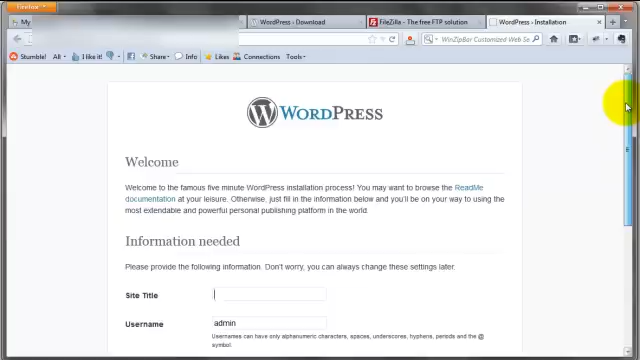 Firefox
My
WordPress › Download
FileZilla - The free FTP solution
WordPress › Installation
WinZipBar Customized Web Se
Stumble! All I like it! Share Info Likes Connections Tools
WORDPRESS
Welcome
Welcome to the famous five minute WordPress installation process! You may want to browse the ReadMe
documentation at your leisure. Otherwise, just fill in the information below and you'll be on your way to using the
most extendable and powerful personal publishing platform in the world.
Information needed
Please provide the following information. Don't worry, you can always change these settings later.
Site Title
Username admin
Usernames can have only alphanumeric characters, spaces, underscores, hyphens, periods and the @
symbol.